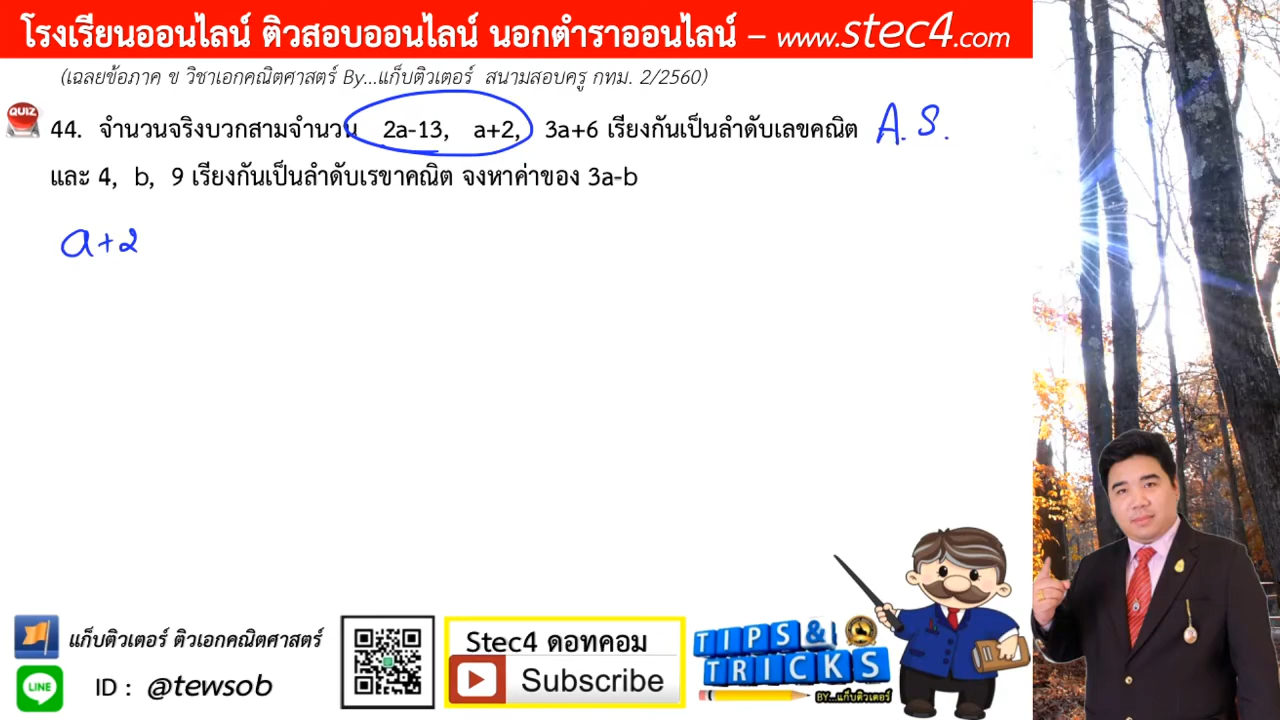 โรงเรียนออนไลน์ ติวสอบออนไลน์ นอกตำราออนไลน์ – www.stec4.com
(เฉลยข้อภาค ข วิชาเอกคณิตศาสตร์ By...แก็บติวเตอร์ สนามสอบครู กทม. 2/2560)
QUIZ
44. จำนวนจริงบวกสามจำนวน 2a-13, a+2, 3a+6 เรียงกันเป็นลำดับเลขคณิต A.S.
และ 4, b, 9 เรียงกันเป็นลำดับเรขาคณิต จงหาค่าของ 3a-b
a+2
แก็บติวเตอร์ ติวเอกคณิตศาสตร์
LINE
ID : @tewsob
Stec4 ดอทคอม
Subscribe
TIPS &
TRICKS
BY...แก็บติวเตอร์